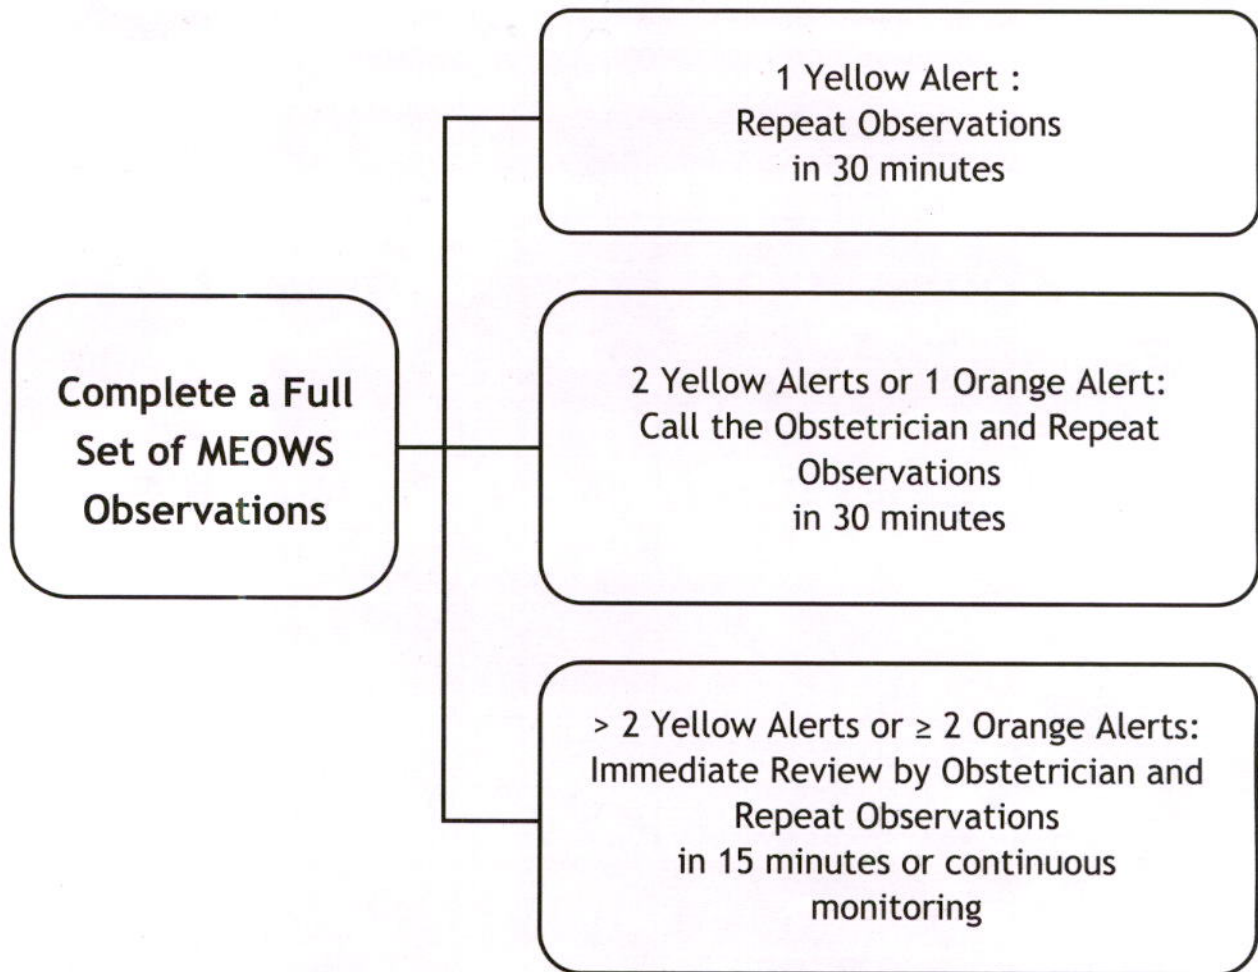 1 Yellow Alert :
Repeat Observations
in 30 minutes
Complete a Full
Set of MEOWS
Observations
2 Yellow Alerts or 1 Orange Alert:
Call the Obstetrician and Repeat
Observations
in 30 minutes
> 2 Yellow Alerts or ≥ 2 Orange Alerts:
Immediate Review by Obstetrician and
Repeat Observations
in 15 minutes or continuous
monitoring